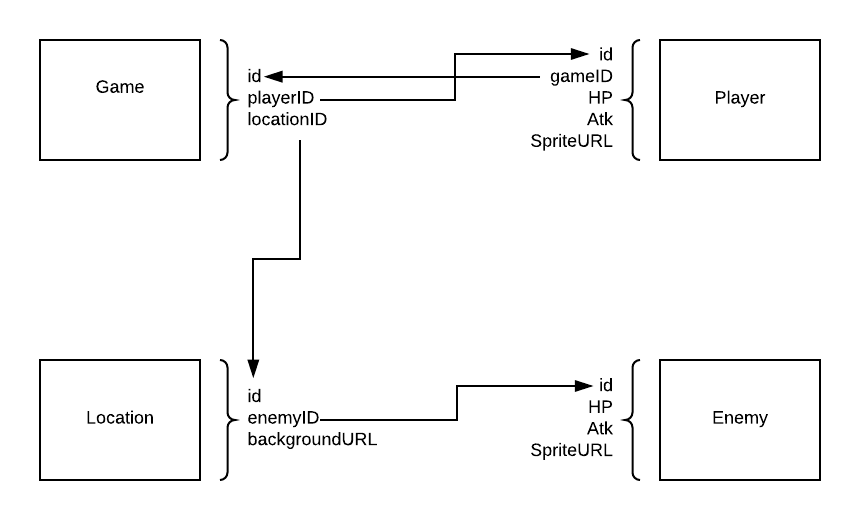 Game
id
playerID
locationID
id
gameID
HP
Atk
SpriteURL
Player
Location
id
enemyID
backgroundURL
id
HP
Atk
SpriteURL
Enemy